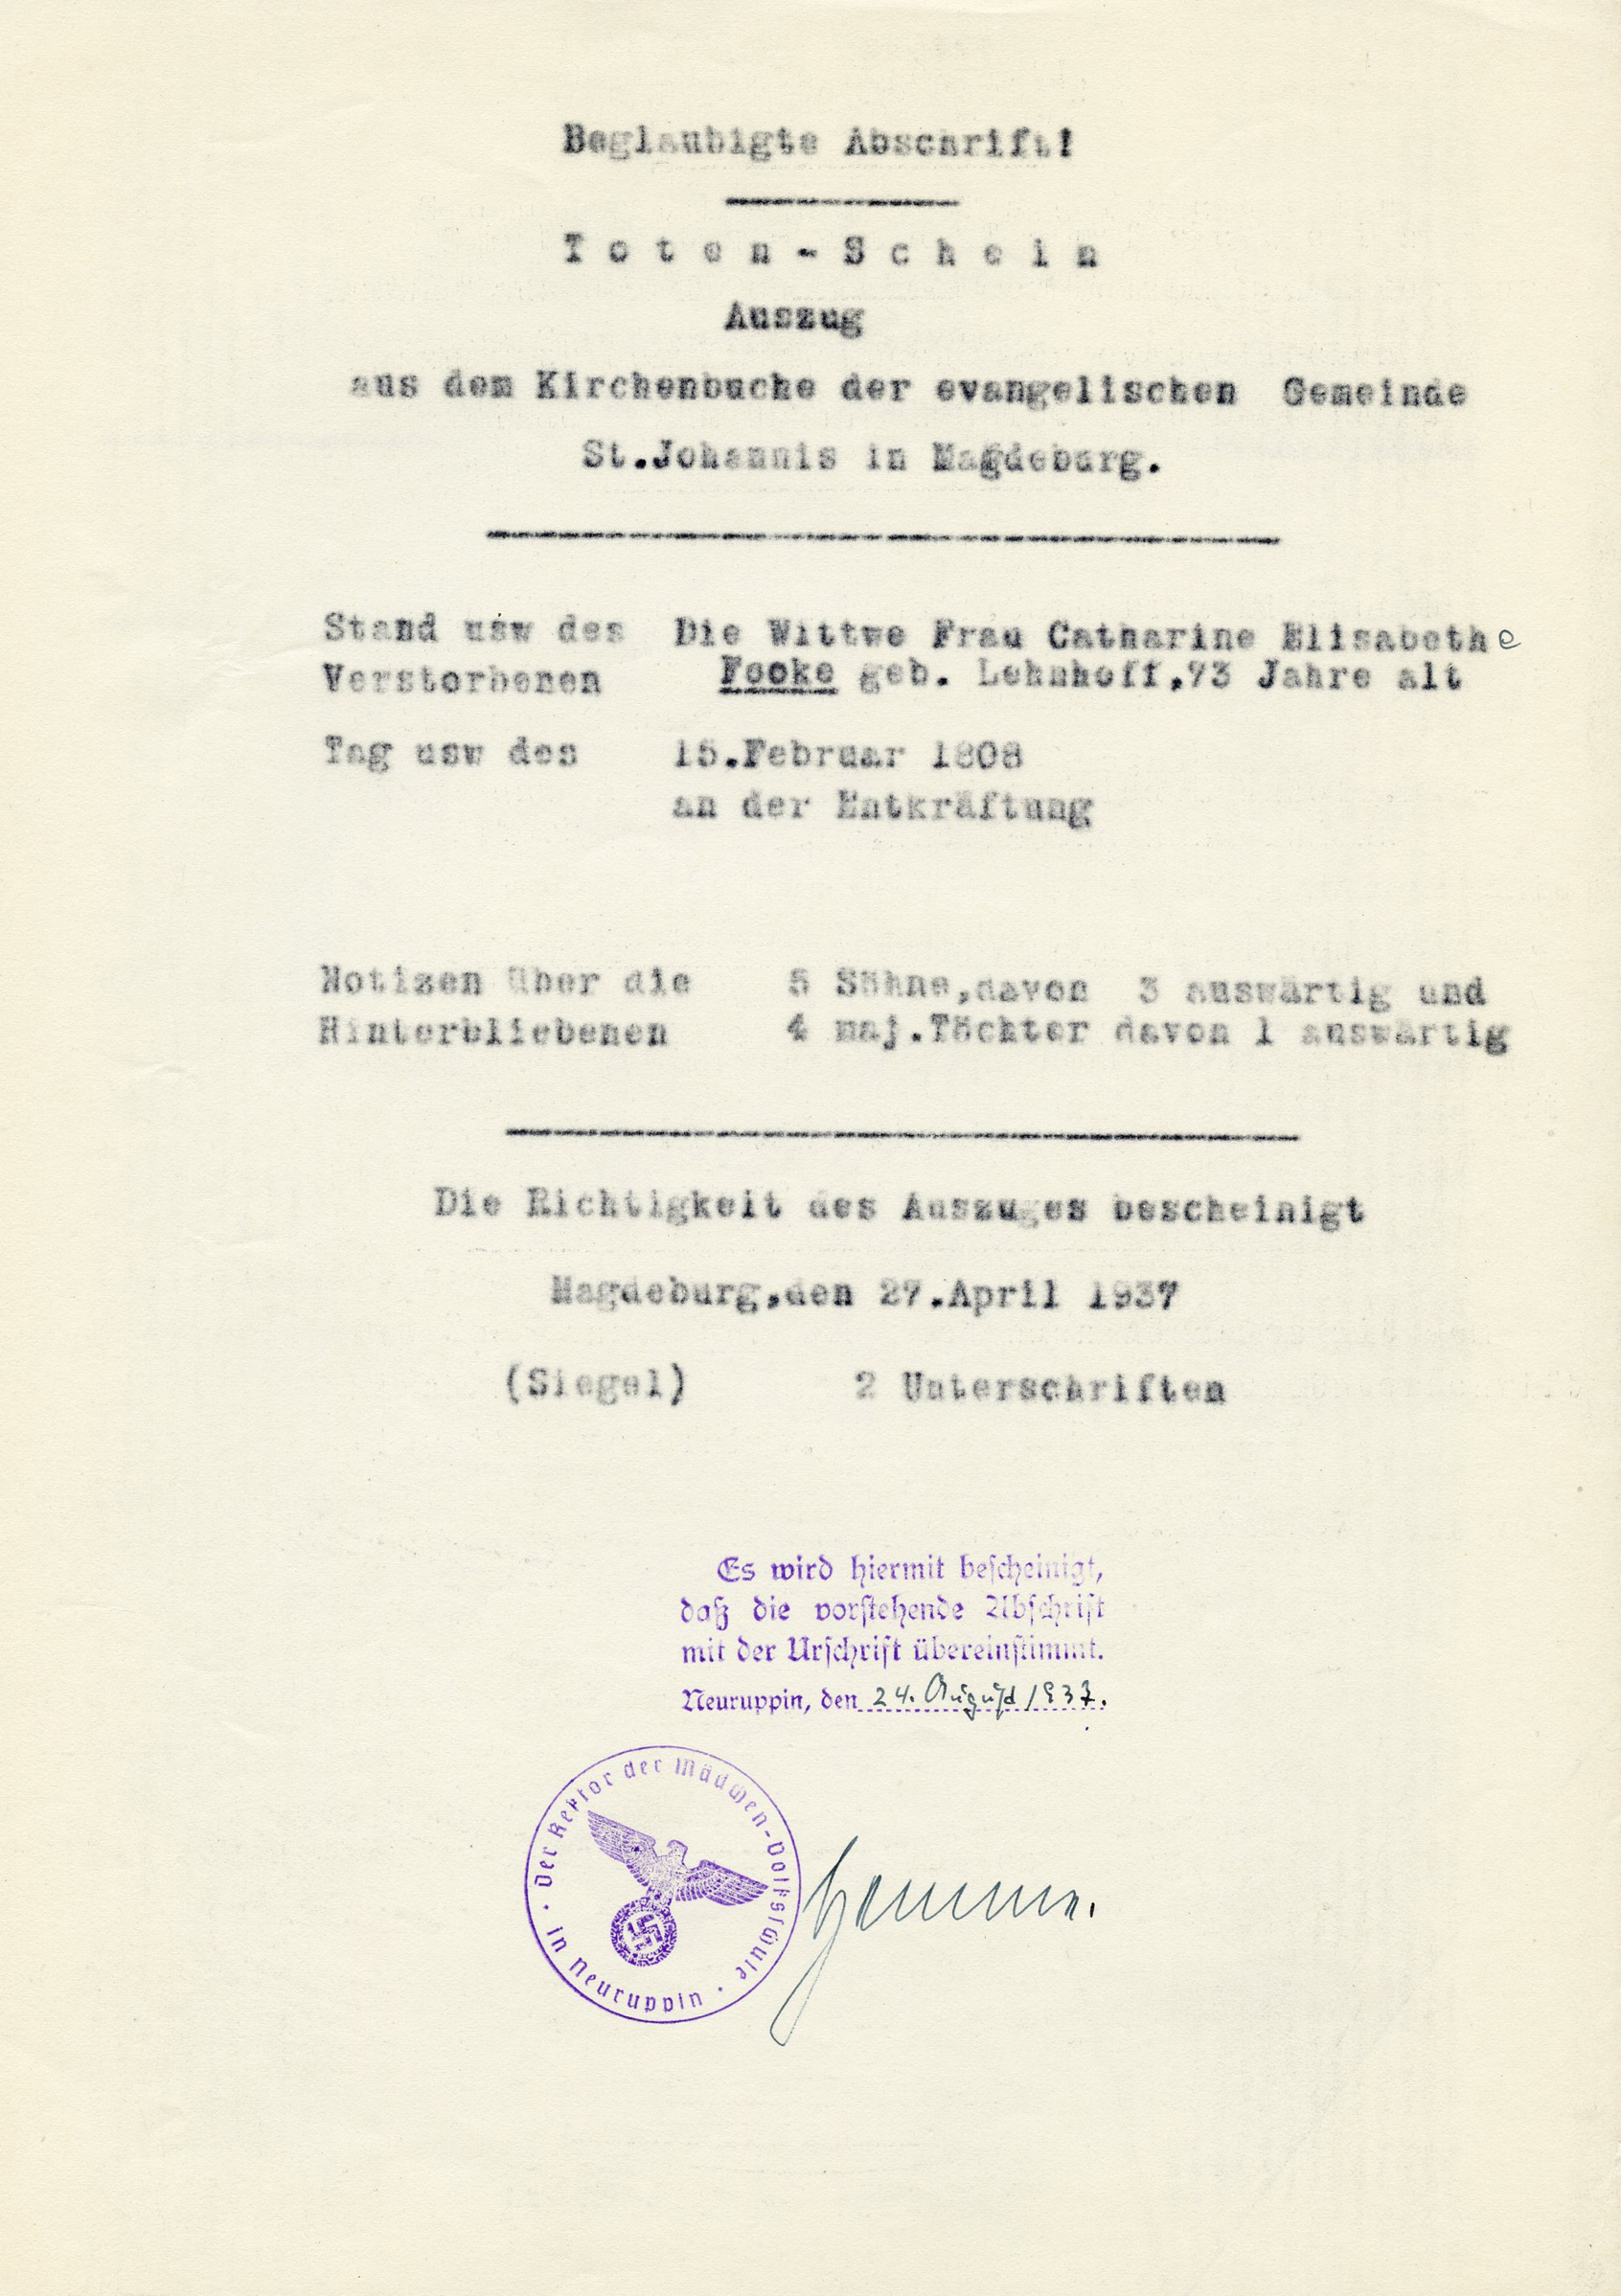 Beglaubigte Abschrift!
Toten-Schein
Auszug
aus dem Kirchenbuche der evangelischen Gemeinde
St.Johannis in Magdeburg.
Stand usw des Die Wittwe Frau Catharine Elisabethe
Verstorbenen Focke geb. Lehnhoff,73 Jahre alt
Tag usw des 15.Februar 1808
an der Entkräftung
Notizen über die 5 Söhne,davon 3 auswärtig und
Hinterbliebenen 4 maj.Töchter davon 1 auswärtig
Die Richtigkeit des Auszuges bescheinigt
Magdeburg,den 27.April 1937
(Siegel) 2 Unterschriften
Es wird hiermit bescheinigt,
daß die vorstehende Abschrift
mit der Urschrift übereinstimmt.
Neuruppin, den 24. August 1937.
Der Rektor der Mädchen-Volksschule
in Neuruppin